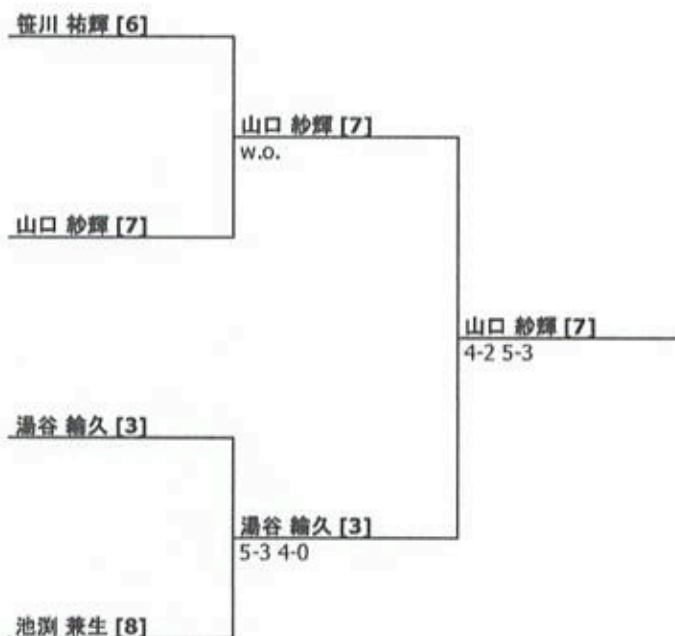 笹川 祐輝 [6]
山口 紗輝 [7]
w.o.
山口 紗輝 [7]
山口 紗輝 [7]
4-2 5-3
湯谷 綸久 [3]
湯谷 綸久 [3]
5-3 4-0
池渕 兼生 [8]